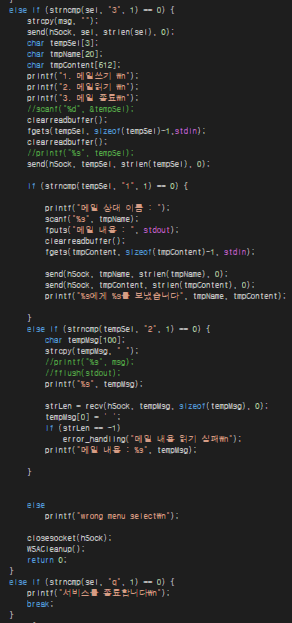 else if (strncmp(sel, "3", 1) == 0) {
strcpy(msg, "");
send(hSock, sel, strlen(sel), 0);
char tempSel[3];
char tmpName[20];
char tmpContent[512];
printf("1. 메일쓰기 ₩n");
printf("2. 메일읽기 ₩n");
printf("3. 메일 종료₩n");
//scanf("%d", &tempSel);
clearreadbuffer();
fgets(tempSel, sizeof(tempSel)-1,stdin);
clearreadbuffer();
//printf("%s", tempSel);
send(hSock, tempSel, strlen(tempSel), 0);
if (strncmp(tempSel, "1", 1) == 0) {
printf("메일 상대 이름 : ");
scanf("%s", tmpName);
fputs("메일 내용 : ", stdout);
clearreadbuffer();
fgets(tmpContent, sizeof(tmpContent)-1, stdin);
send(hSock, tmpName, strlen(tmpName), 0);
send(hSock, tmpContent, strlen(tmpContent), 0);
printf("%s에게 %s를 보냈습니다", tmpName, tmpContent);
}
else if (strncmp(tempSel, "2", 1) == 0) {
char tempMsg[100];
strcpy(tempMsg, " ");
//printf("%s", msg);
//fflush(stdout);
printf("%s", tempMsg);
strLen = recv(hSock, tempMsg, sizeof(tempMsg), 0);
tempMsg[0] = ' ';
if (strLen == -1)
error_handling("메일 내용 읽기 실패₩n");
printf("메일 내용 : %s", tempMsg);
}
else
printf("wrong menu select₩n");
closesocket(hSock);
WSACleanup();
return 0;
}
else if (strncmp(sel, "q", 1) == 0) {
printf("서비스를 종료합니다₩n");
break;
}